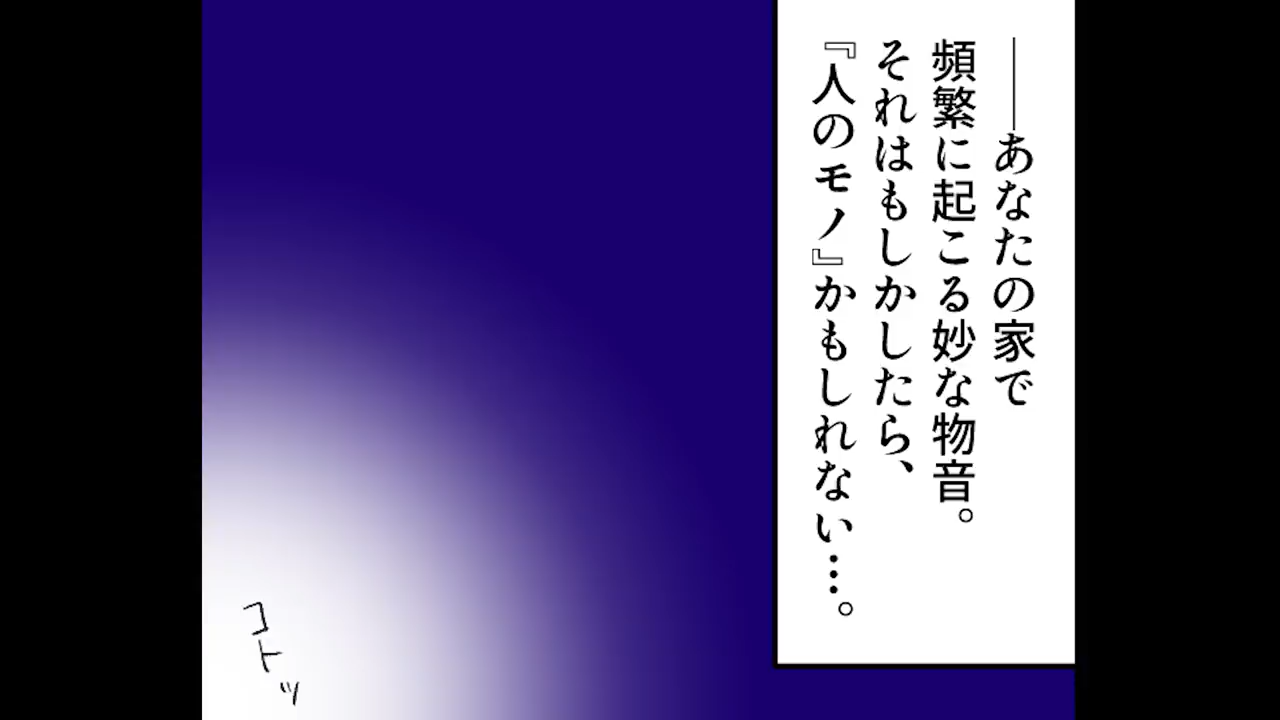 ――あなたの家で
頻繁に起こる妙な物音。
それはもしかしたら、
『人のモノ』かもしれない…。
コトッ